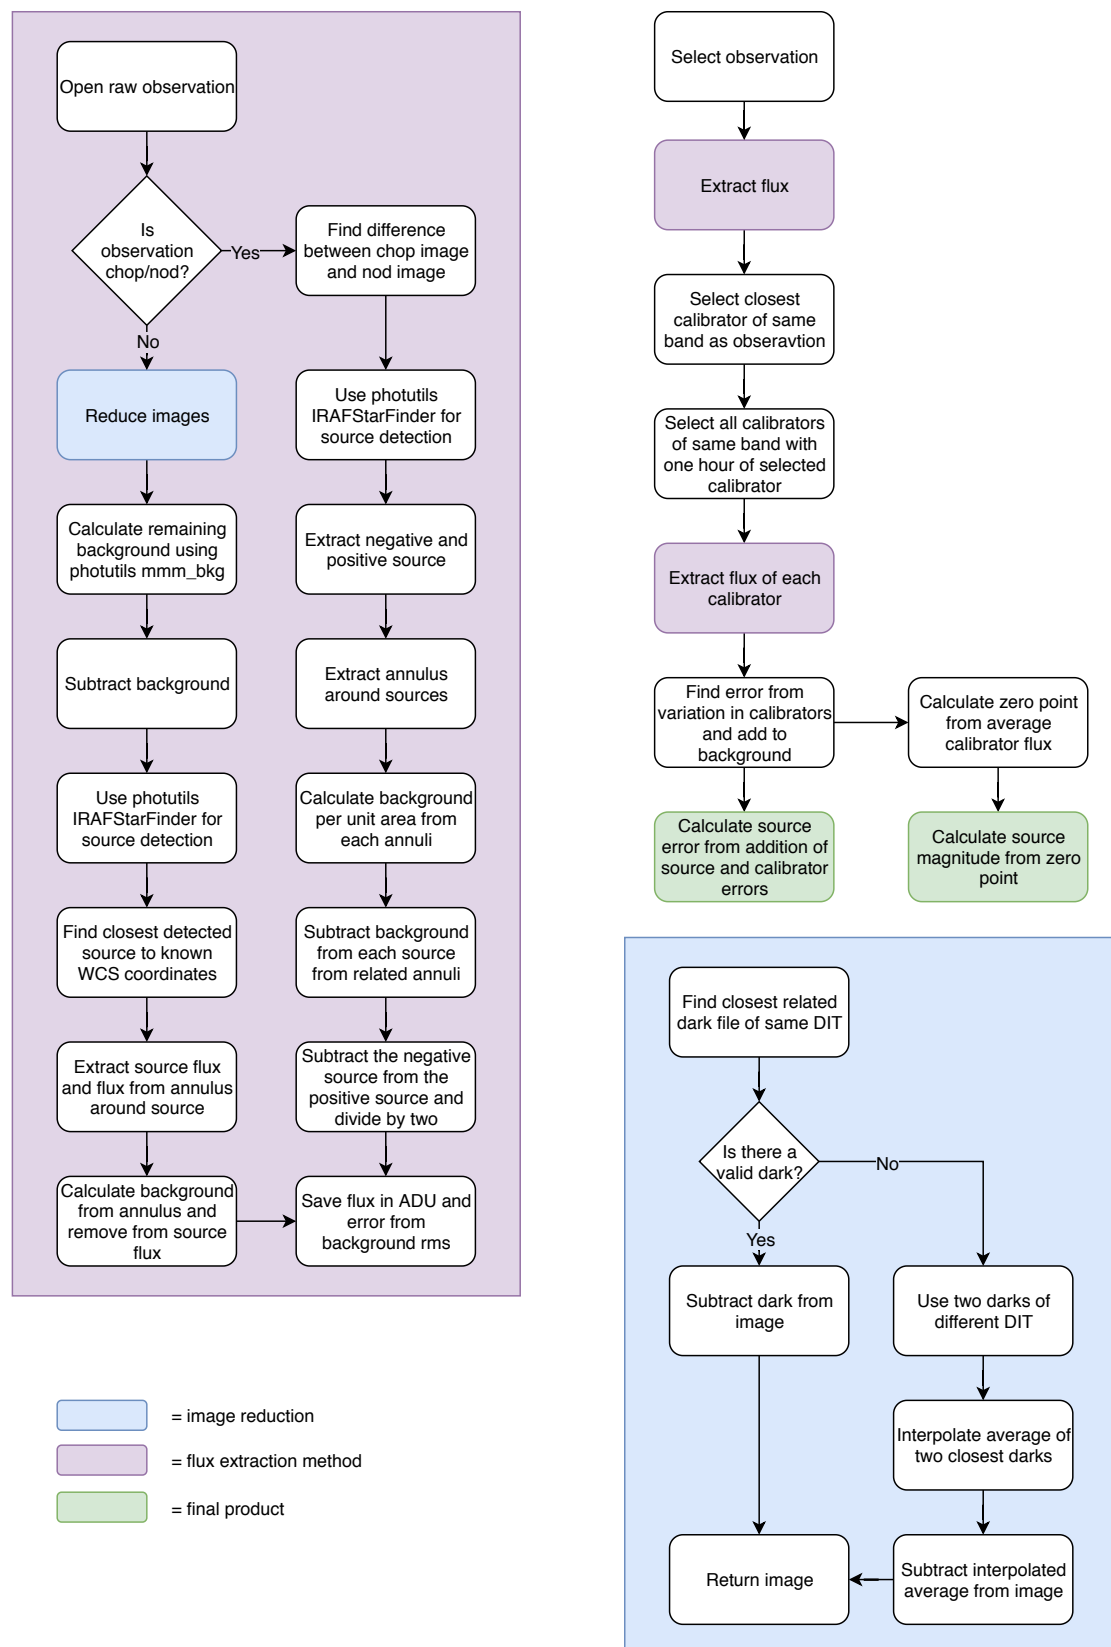 Open raw observation
Is
observation
chop/nod?
Yes
No
Find difference
between chop image
and nod image
Reduce images
Use photutils
IRAFStarFinder for
source detection
Calculate remaining
background using
photutils mmm_bkg
Extract negative and
positive source
Subtract background
Extract annulus
around sources
Use photutils
IRAFStarFinder for
source detection
Calculate background
per unit area from
each annuli
Find closest detected
source to known
WCS coordinates
Subtract background
from each source
from related annuli
Extract source flux
and flux from annulus
around source
Subtract the negative
source from the
positive source and
divide by two
Calculate background
from annulus and
remove from source
flux
Save flux in ADU and
error from
background rms
= image reduction
= flux extraction method
= final product
Select observation
Extract flux
Select closest
calibrator of same
band as obseravtion
Select all calibrators
of same band with
one hour of selected
calibrator
Extract flux of each
calibrator
Find error from
variation in calibrators
and add to
background
Calculate zero point
from average
calibrator flux
Calculate source
error from addition of
source and calibrator
errors
Calculate source
magnitude from zero
point
Find closest related
dark file of same DIT
Is there a
valid dark?
No
Yes
Subtract dark from
image
Use two darks of
different DIT
Interpolate average of
two closest darks
Return image
Subtract interpolated
average from image